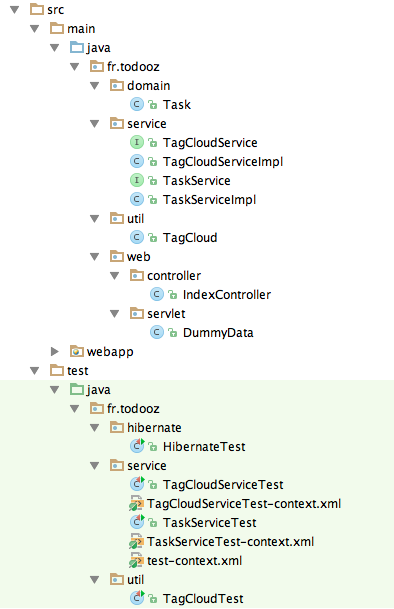 src
main
java
fr.todooz
domain
Task
service
TagCloudService
TagCloudServiceImpl
TaskService
TaskServiceImpl
util
TagCloud
web
controller
IndexController
servlet
DummyData
webapp
test
java
fr.todooz
hibernate
HibernateTest
service
TagCloudServiceTest
TagCloudServiceTest-context.xml
TaskServiceTest
TaskServiceTest-context.xml
test-context.xml
util
TagCloudTest